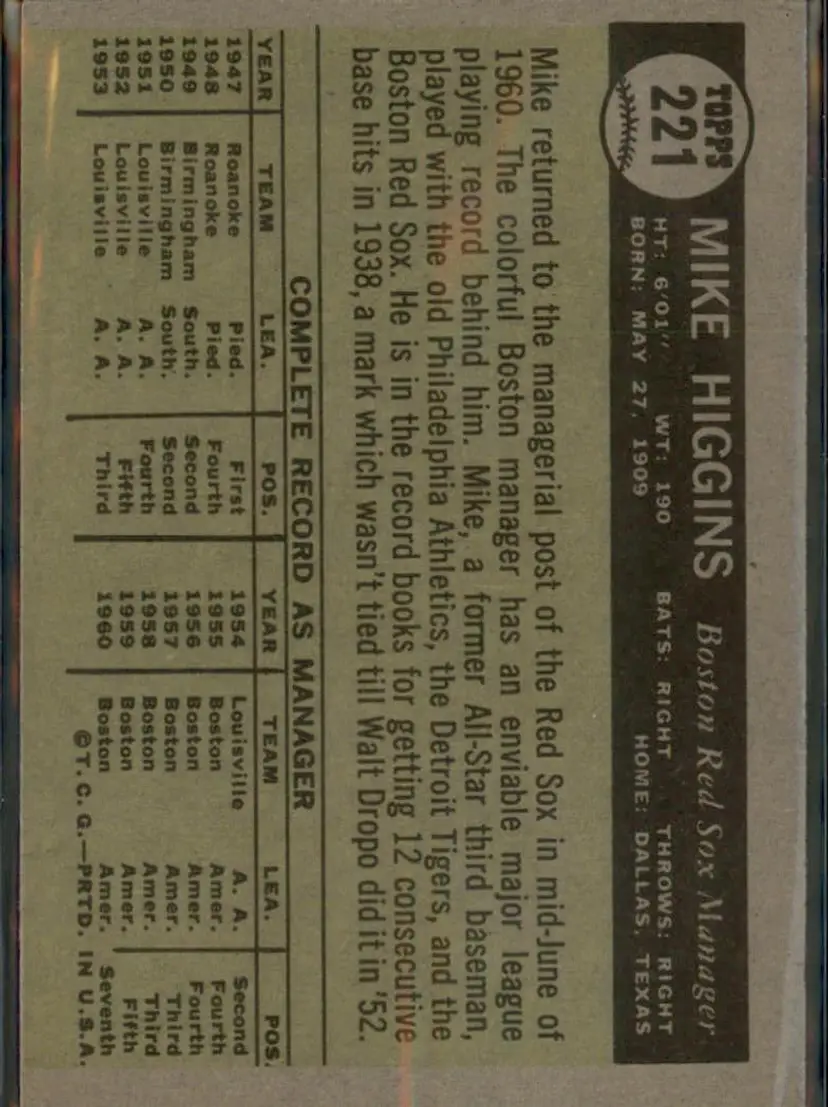 TOPPS
221
MIKE HIGGINS Boston Red Sox Manager
HT: 6'01" WT: 190 BATS: RIGHT THROWS: RIGHT
BORN: MAY 27, 1909 HOME: DALLAS, TEXAS
Mike returned to the managerial post of the Red Sox in mid-June of
1960. The colorful Boston manager has an enviable major league
playing record behind him. Mike, a former All-Star third baseman,
played with the old Philadelphia Athletics, the Detroit Tigers, and the
Boston Red Sox. He is in the record books for getting 12 consecutive
base hits in 1938, a mark which wasn't tied till Walt Dropo did it in '52.
COMPLETE RECORD AS MANAGER
YEAR TEAM LEA. POS. YEAR TEAM LEA. POS.
1947 Roanoke Pied. First 1954 Louisville A. A. Second
1948 Roanoke Pied. Fourth 1955 Boston Amer. Fourth
1949 Birmingham South. Second 1956 Boston Amer. Fourth
1950 Birmingham South. Second 1957 Boston Amer. Third
1951 Louisville A. A. Fourth 1958 Boston Amer. Third
1952 Louisville A. A. Fifth 1959 Boston Amer. Fifth
1953 Louisville A. A. Third 1960 Boston Amer. Seventh
©T. C. G.—PRTD. IN U.S.A.